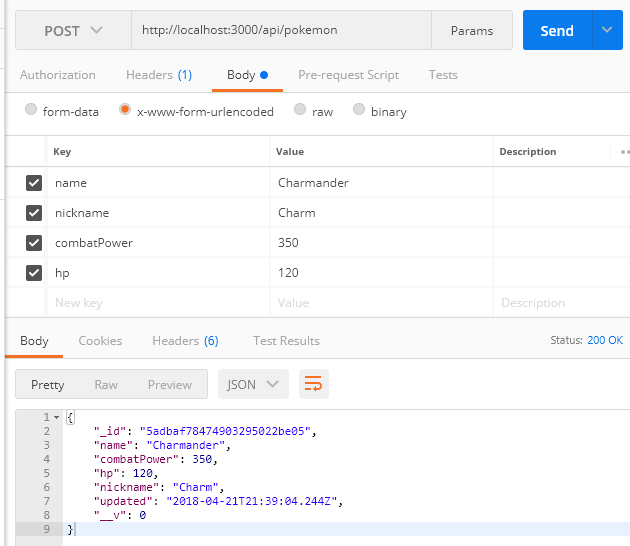 POST http://localhost:3000/api/pokemon Params Send
Authorization Headers (1) Body Pre-request Script Tests
form-data x-www-form-urlencoded raw binary
Key Value Description
name Charmander
nickname Charm
combatPower 350
hp 120
New key Value Description
Body Cookies Headers (6) Test Results Status: 200 OK
Pretty Raw Preview JSON
1 {
2 "_id": "5adbaf78474903295022be05",
3 "name": "Charmander",
4 "combatPower": 350,
5 "hp": 120,
6 "nickname": "Charm",
7 "updated": "2018-04-21T21:39:04.244Z",
8 "__v": 0
9 }